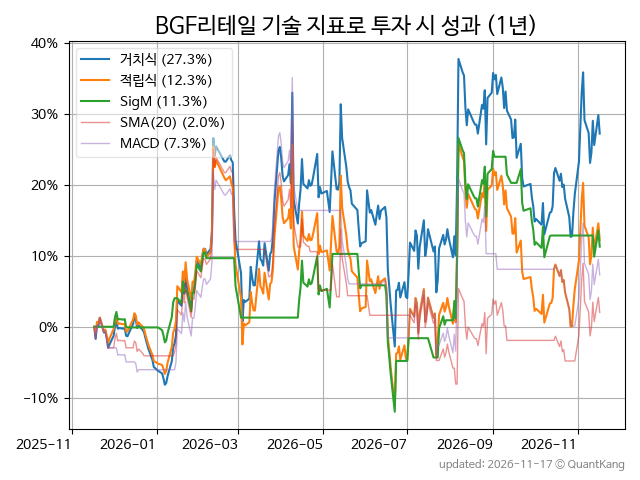 BGF리테일 기술 지표로 투자 시 성과 (1년)
40%
30%
20%
10%
0%
−10%
거치식 (27.3%)
적립식 (12.3%)
SigM (11.3%)
SMA(20) (2.0%)
MACD (7.3%)
2025-11 2026-01 2026-03 2026-05 2026-07 2026-09 2026-11
updated: 2026-11-17 © QuantKang